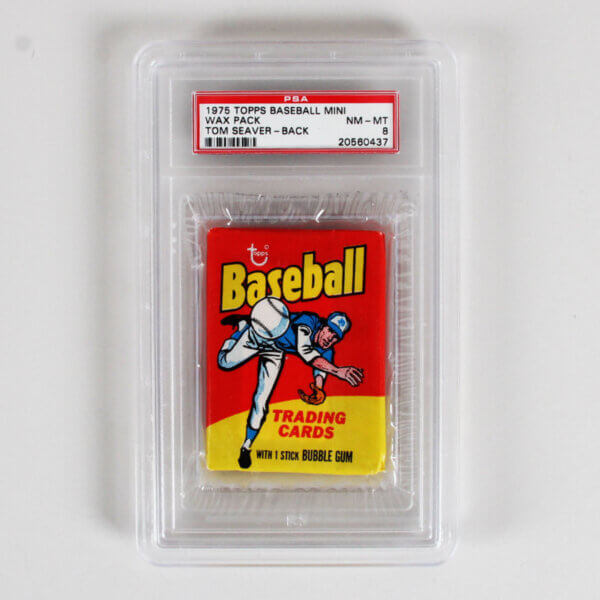 PSA
1975 TOPPS BASEBALL MINI
WAX PACK NM - MT
TOM SEAVER - BACK 8
20560437
Topps ©
Baseball
TRADING
CARDS
WITH 1 STICK BUBBLE GUM